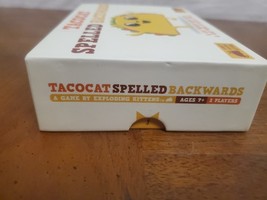 TACOCAT
SPELLED
TACOCAT SPELLED BACKWARDS
A GAME BY EXPLODING KITTENS AGES 7+ 2 PLAYERS